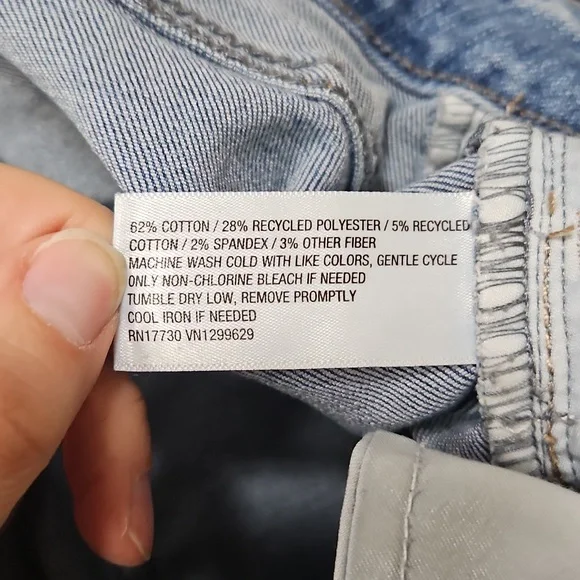 62% COTTON / 28% RECYCLED POLYESTER / 5% RECYCLED
COTTON / 2% SPANDEX / 3% OTHER FIBER
MACHINE WASH COLD WITH LIKE COLORS, GENTLE CYCLE
ONLY NON-CHLORINE BLEACH IF NEEDED
TUMBLE DRY LOW, REMOVE PROMPTLY
COOL IRON IF NEEDED
RN17730 VN1299629